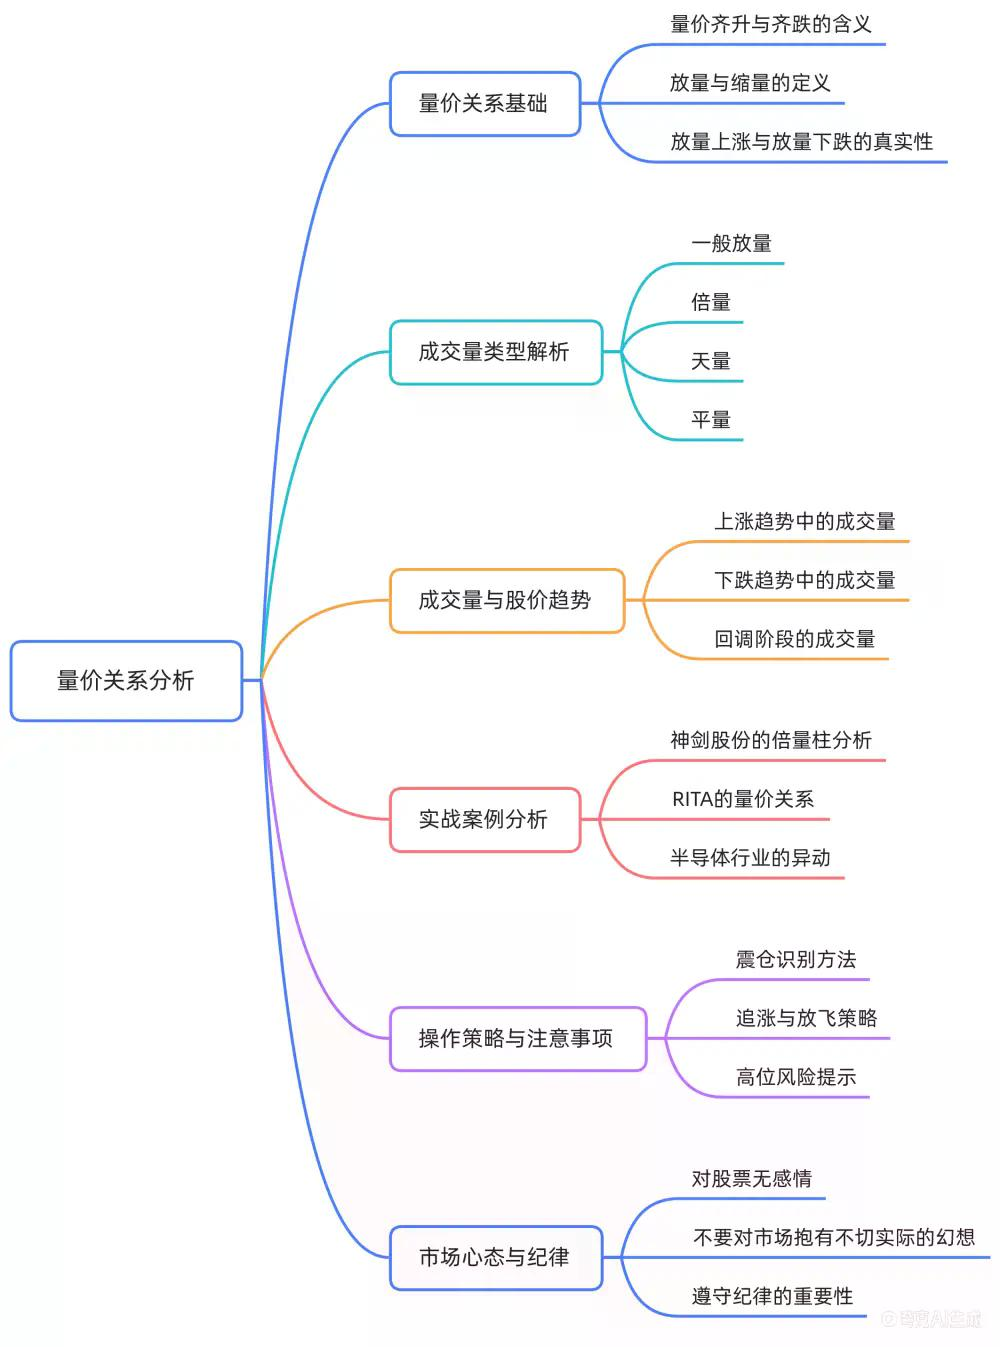 量价关系分析
量价关系基础
量价齐升与齐跌的含义
放量与缩量的定义
放量上涨与放量下跌的真实性
成交量类型解析
一般放量
倍量
天量
平量
成交量与股价趋势
上涨趋势中的成交量
下跌趋势中的成交量
回调阶段的成交量
实战案例分析
神剑股份的倍量柱分析
RITA的量价关系
半导体行业的异动
操作策略与注意事项
震仓识别方法
追涨与放飞策略
高位风险提示
市场心态与纪律
对股票无感情
不要对市场抱有不切实际的幻想
遵守纪律的重要性
夸克AI生成